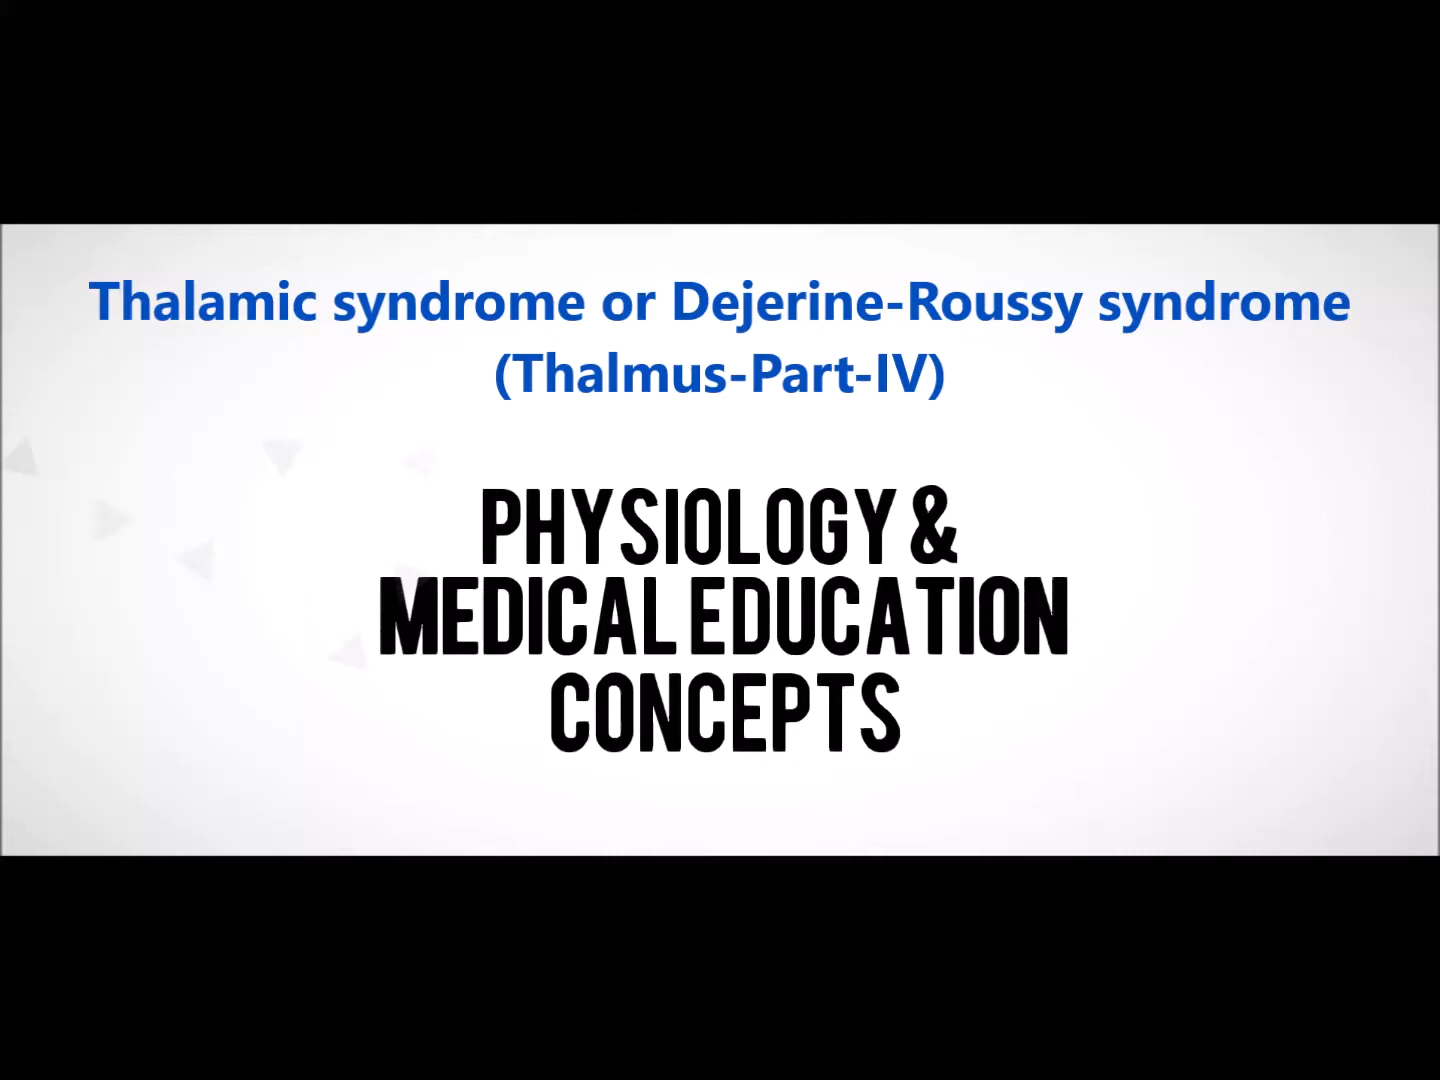 Thalamic syndrome or Dejerine-Roussy syndrome
(Thalmus-Part-IV)
PHYSIOLOGY &
MEDICAL EDUCATION
CONCEPTS